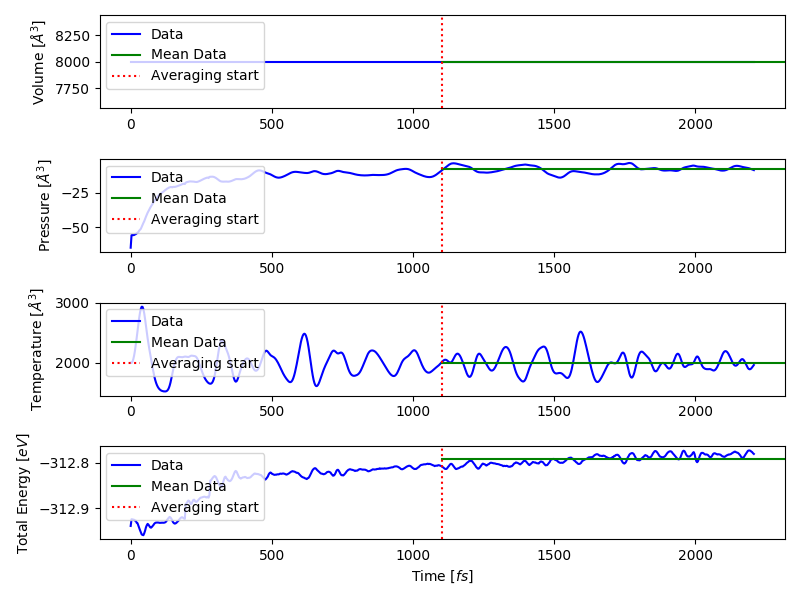 Volume [Å³]
8250
8000
7750
Data
Mean Data
Averaging start
0 500 1000 1500 2000
Pressure [Å³]
−25
−50
Data
Mean Data
Averaging start
0 500 1000 1500 2000
Temperature [Å³]
3000
2000
Data
Mean Data
Averaging start
0 500 1000 1500 2000
Total Energy [eV]
−312.8
−312.9
Data
Mean Data
Averaging start
0 500 1000 1500 2000
Time [fs]